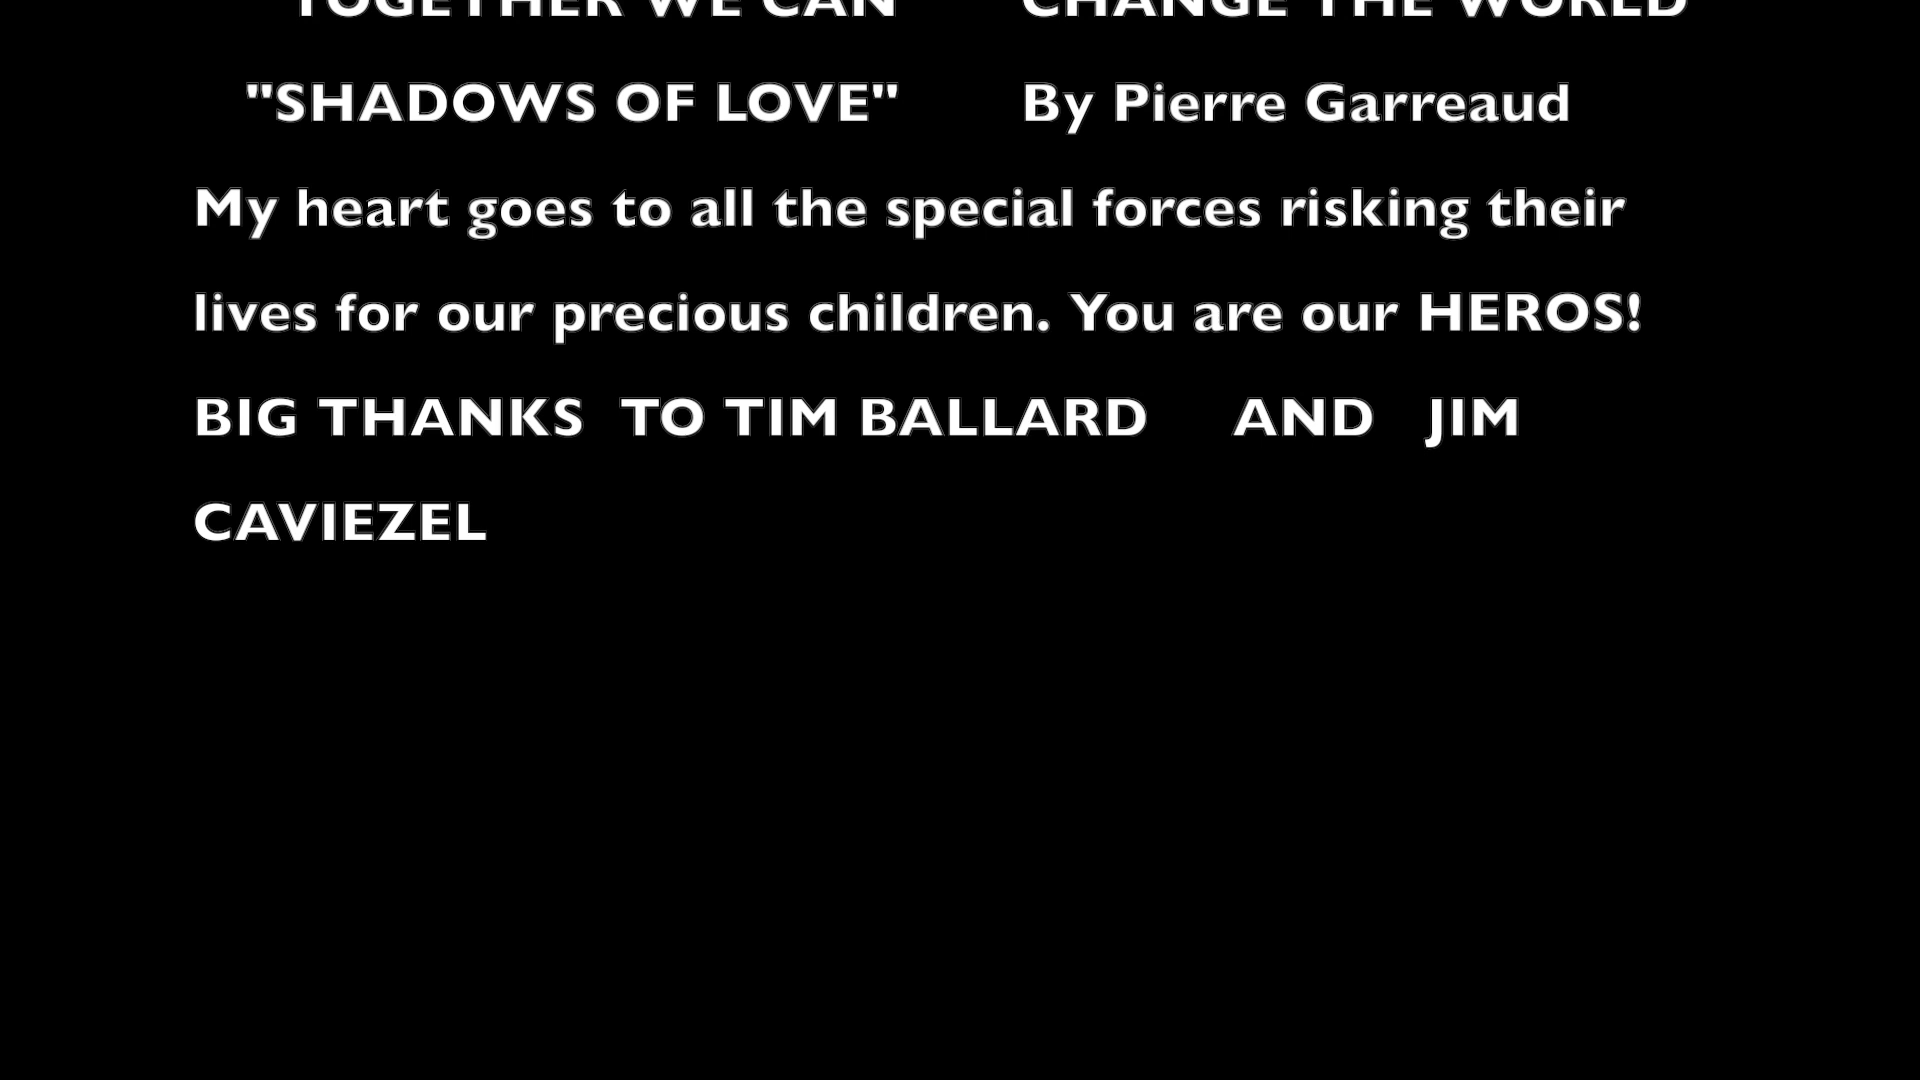 TOGETHER WE CAN CHANGE THE WORLD
"SHADOWS OF LOVE" By Pierre Garreaud
My heart goes to all the special forces risking their
lives for our precious children. You are our HEROS!
BIG THANKS TO TIM BALLARD AND JIM
CAVIEZEL